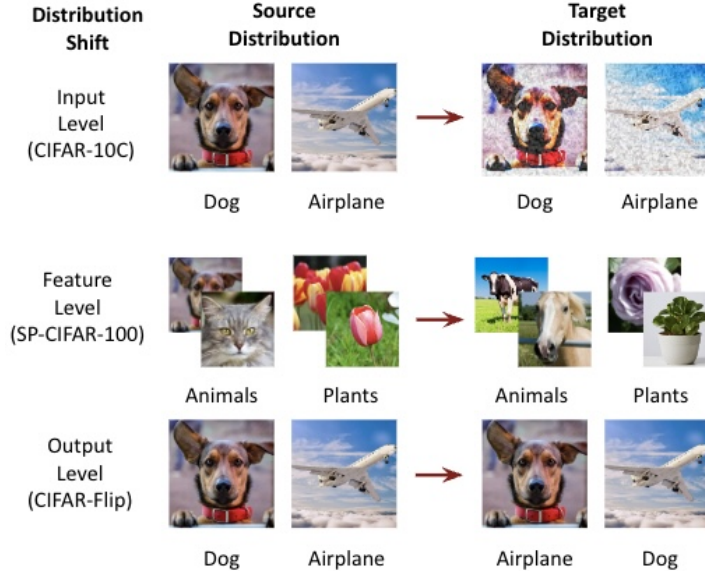 Distribution
Shift
Source
Distribution
Target
Distribution
Input
Level
(CIFAR-10C)
Dog
Airplane
Dog
Airplane
Feature
Level
(SP-CIFAR-100)
Animals
Plants
Animals
Plants
Output
Level
(CIFAR-Flip)
Dog
Airplane
Airplane
Dog